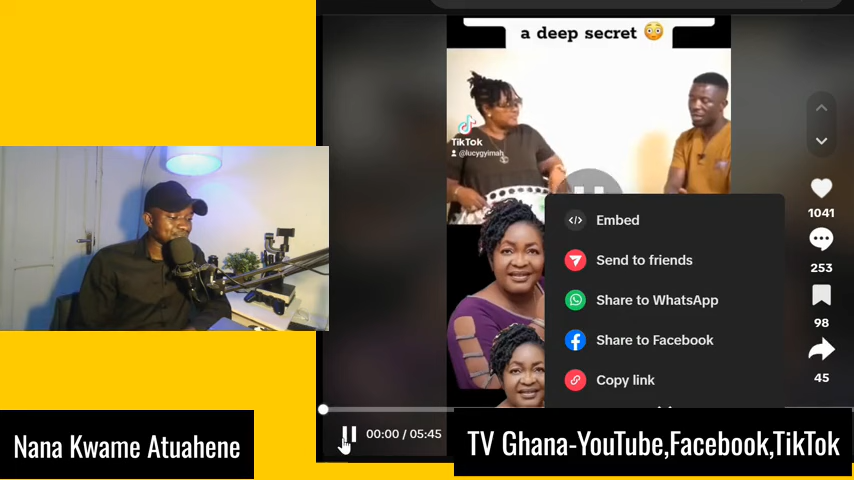 a deep secret
TikTok
@lucygyimah
Embed
Send to friends
Share to WhatsApp
Share to Facebook
Copy link
1041
253
98
45
00:00 / 05:45
Nana Kwame Atuahene
TV Ghana-YouTube,Facebook,TikTok